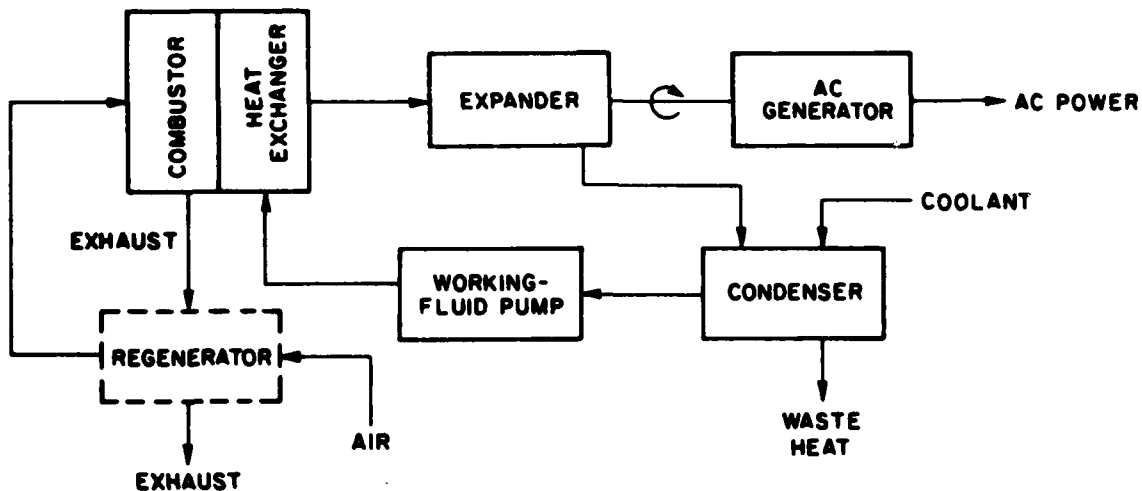 COMBUSTOR
HEAT
EXCHANGER
EXPANDER
AC
GENERATOR
AC POWER
COOLANT
EXHAUST
WORKING-
FLUID PUMP
CONDENSER
REGENERATOR
AIR
WASTE
HEAT
EXHAUST